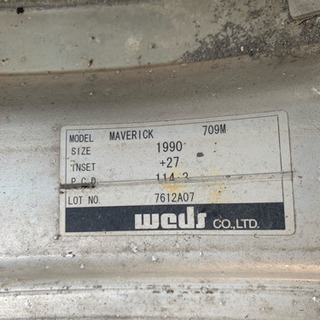 MODEL MAVERICK 709M
SIZE 1990
INSET +27
P.C.D 114.3
LOT NO. 7612A07
weds CO.,LTD.